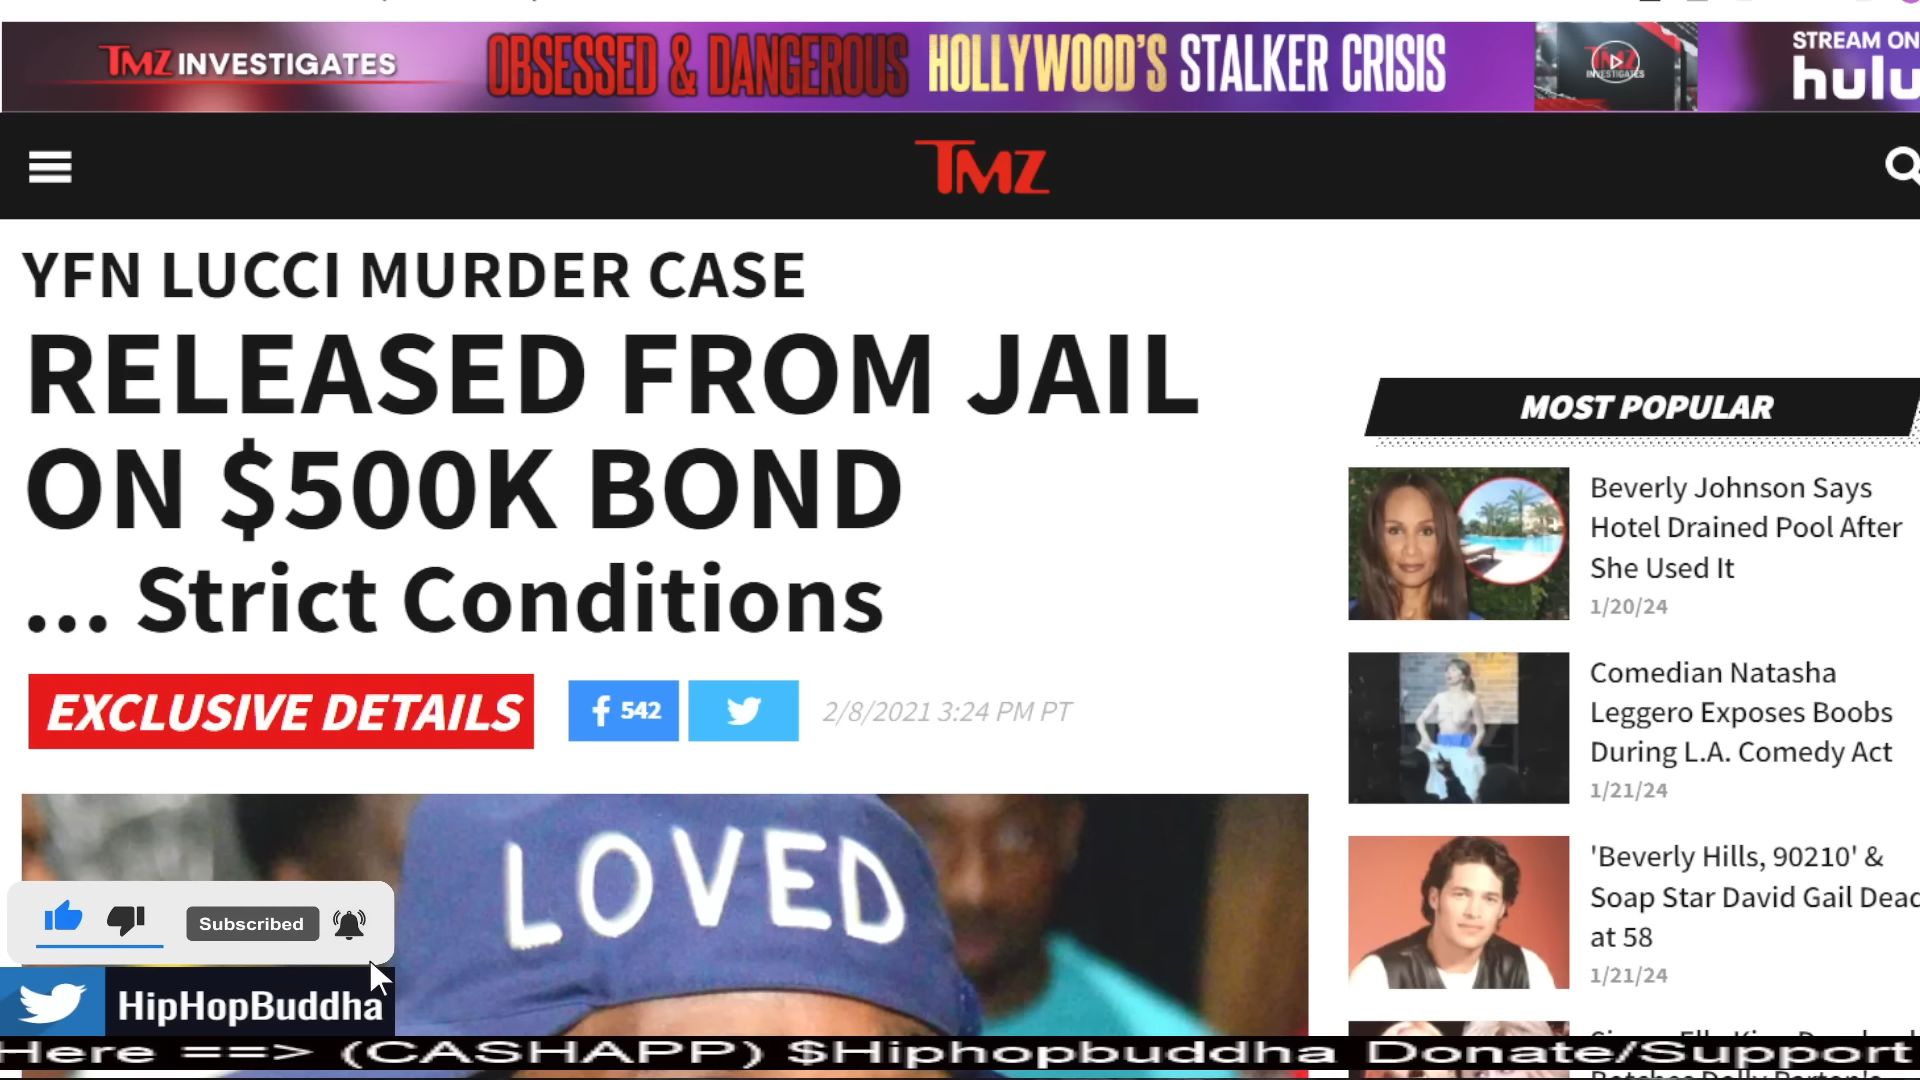 TMZ INVESTIGATES OBSESSED & DANGEROUS HOLLYWOOD'S STALKER CRISIS
TMZ INVESTIGATES
STREAM ON
hulu
TMZ
YFN LUCCI MURDER CASE
RELEASED FROM JAIL
ON $500K BOND
... Strict Conditions
EXCLUSIVE DETAILS
542
2/8/2021 3:24 PM PT
LOVED
MOST POPULAR
Beverly Johnson Says
Hotel Drained Pool After
She Used It
1/20/24
Comedian Natasha
Leggero Exposes Boobs
During L.A. Comedy Act
1/21/24
'Beverly Hills, 90210' &
Soap Star David Gail Dead
at 58
1/21/24
Subscribed
HipHopBuddha
Here ==> (CASHAPP) $Hiphopbuddha Donate/Support